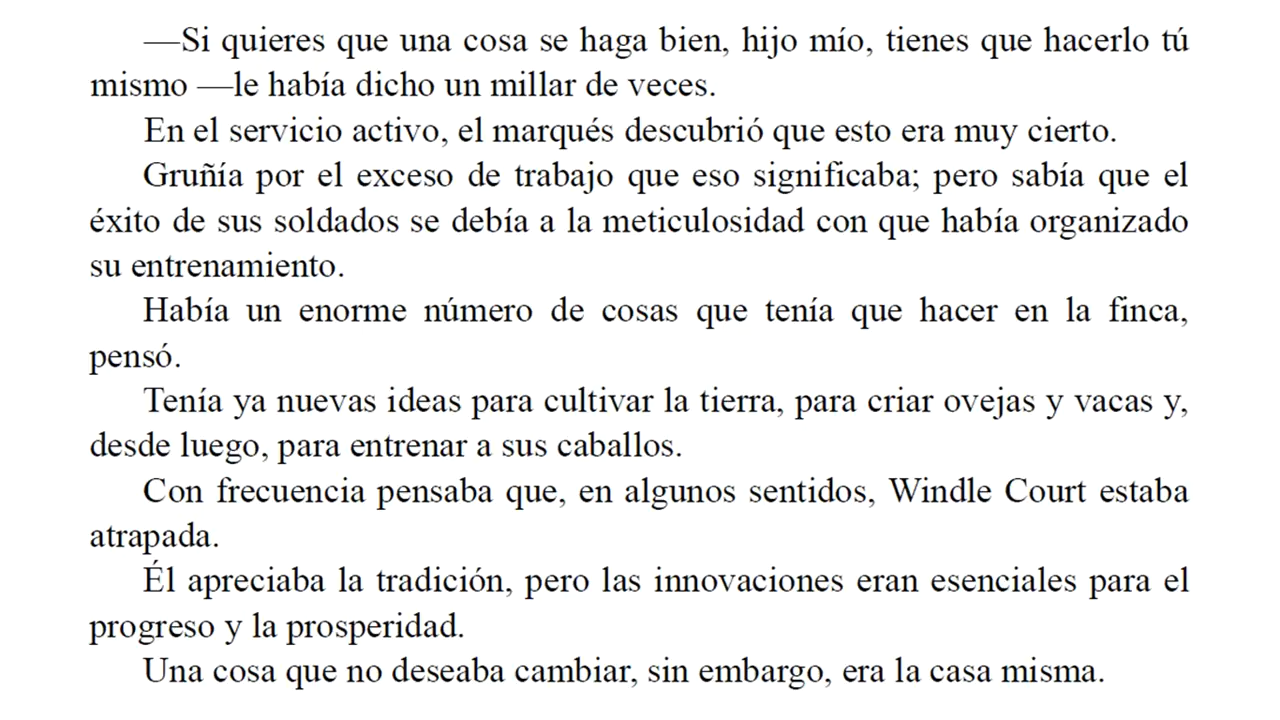 —Si quieres que una cosa se haga bien, hijo mío, tienes que hacerlo tú
mismo —le había dicho un millar de veces.
En el servicio activo, el marqués descubrió que esto era muy cierto.
Gruñía por el exceso de trabajo que eso significaba; pero sabía que el
éxito de sus soldados se debía a la meticulosidad con que había organizado
su entrenamiento.
Había un enorme número de cosas que tenía que hacer en la finca,
pensó.
Tenía ya nuevas ideas para cultivar la tierra, para criar ovejas y vacas y,
desde luego, para entrenar a sus caballos.
Con frecuencia pensaba que, en algunos sentidos, Windle Court estaba
atrapada.
Él apreciaba la tradición, pero las innovaciones eran esenciales para el
progreso y la prosperidad.
Una cosa que no deseaba cambiar, sin embargo, era la casa misma.